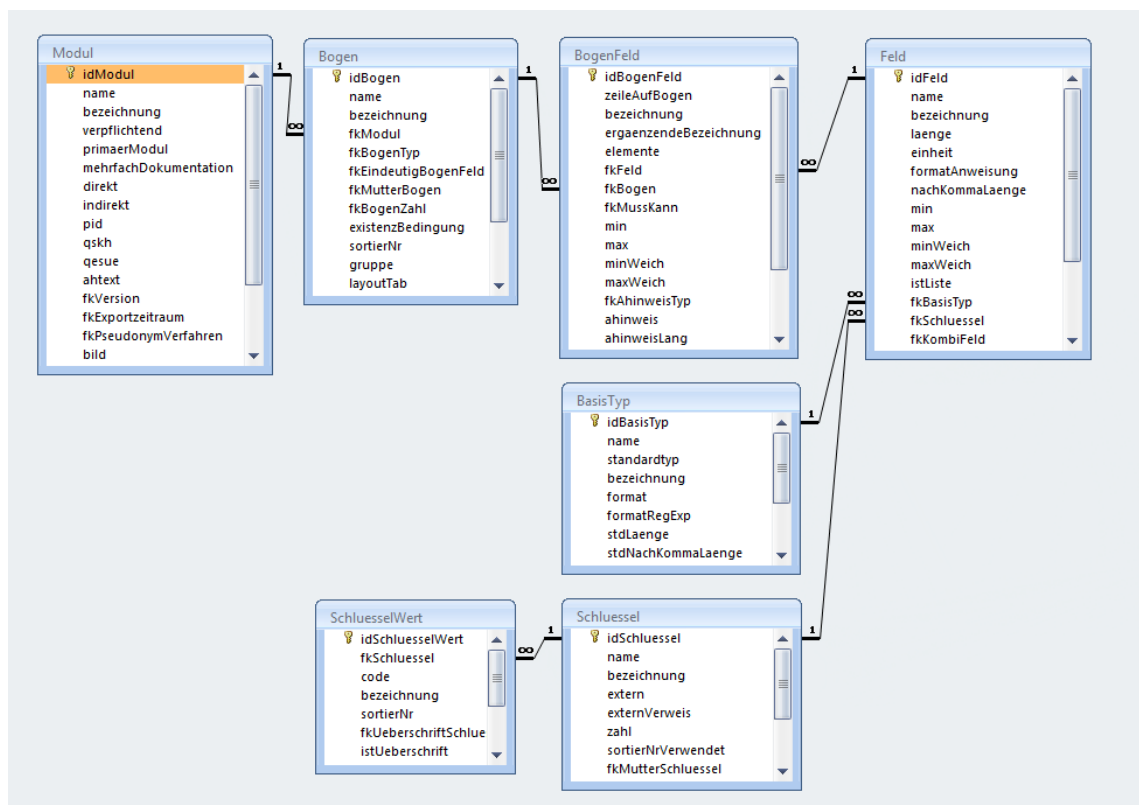 Modul
idModul
name
bezeichnung
verpflichtend
primaerModul
mehrfachDokumentation
direkt
indirekt
pid
qskh
qesue
ahtext
fkVersion
fkExportzeitraum
fkPseudonymVerfahren
bild
1
∞
Bogen
idBogen
name
bezeichnung
fkModul
fkBogenTyp
fkEindeutigBogenFeld
fkMutterBogen
fkBogenZahl
existenzBedingung
sortierNr
gruppe
layoutTab
1
∞
BogenFeld
idBogenFeld
zeileAufBogen
bezeichnung
ergaenzendeBezeichnung
elemente
fkFeld
fkBogen
fkMussKann
min
max
minWeich
maxWeich
fkAhinweisTyp
ahinweis
ahinweisLang
∞
1
Feld
idFeld
name
bezeichnung
laenge
einheit
formatAnweisung
nachKommaLaenge
min
max
minWeich
maxWeich
istListe
fkBasisTyp
fkSchluessel
fkKombiFeld
∞
∞
BasisTyp
idBasisTyp
name
standardtyp
bezeichnung
format
formatRegExp
stdLaenge
stdNachKommaLaenge
1
SchluesselWert
idSchluesselWert
fkSchluessel
code
bezeichnung
sortierNr
fkUeberschriftSchlue
istUeberschrift
∞
1
Schluessel
idSchluessel
name
bezeichnung
extern
externVerweis
zahl
sortierNrVerwendet
fkMutterSchluessel
1